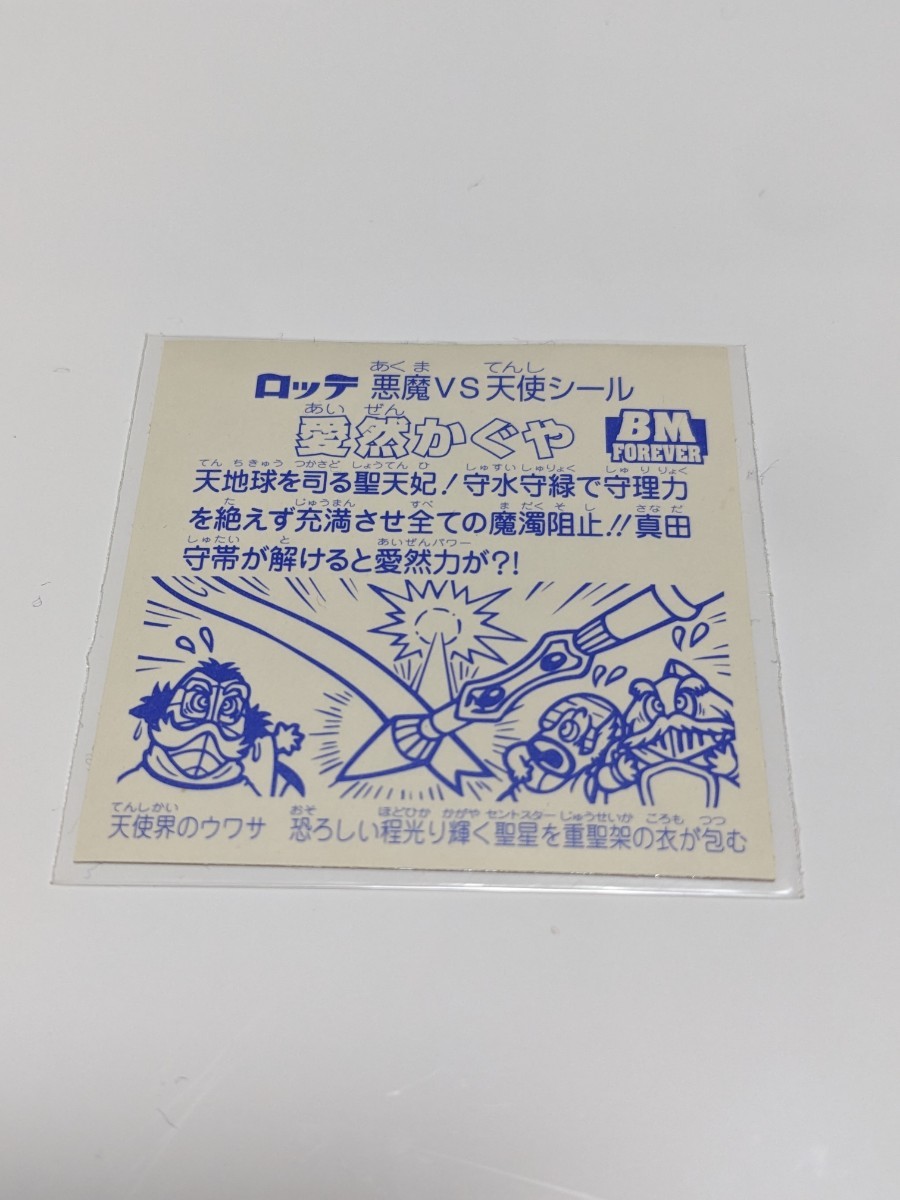 ロッテ 悪魔VS天使シール
愛然かぐや
BM
FOREVER
天地球を司る聖天妃!守水守緑で守理力
を絶えず充満させ全ての魔濁阻止!!真田
守帯が解けると愛然力が?!
天使界のウワサ 恐ろしい程光り輝く聖星を重聖架の衣が包む